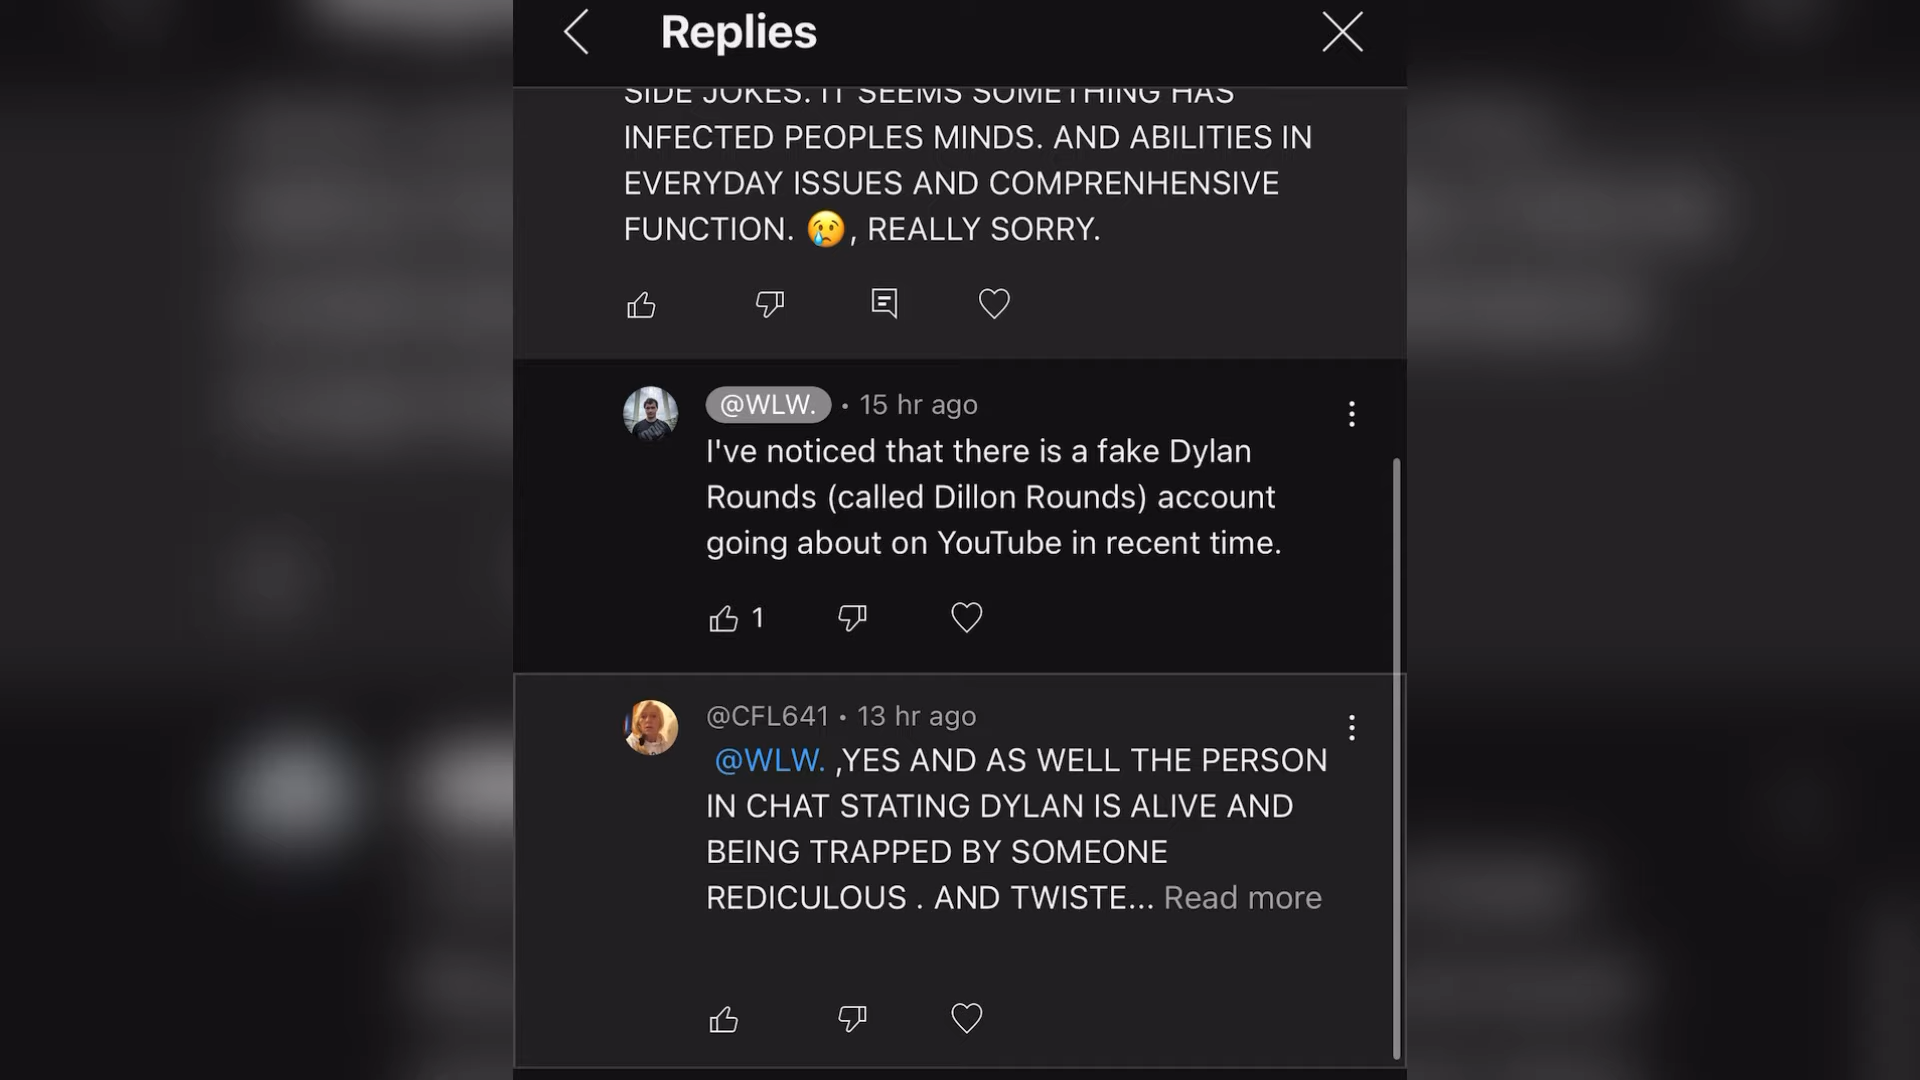 Replies
SIDE JOKES. IT SEEMS SOMETHING HAS
INFECTED PEOPLES MINDS. AND ABILITIES IN
EVERYDAY ISSUES AND COMPRENHENSIVE
FUNCTION. 😢, REALLY SORRY.
@WLW. • 15 hr ago
I've noticed that there is a fake Dylan
Rounds (called Dillon Rounds) account
going about on YouTube in recent time.
1
@CFL641 • 13 hr ago
@WLW. ,YES AND AS WELL THE PERSON
IN CHAT STATING DYLAN IS ALIVE AND
BEING TRAPPED BY SOMEONE
REDICULOUS . AND TWISTE... Read more